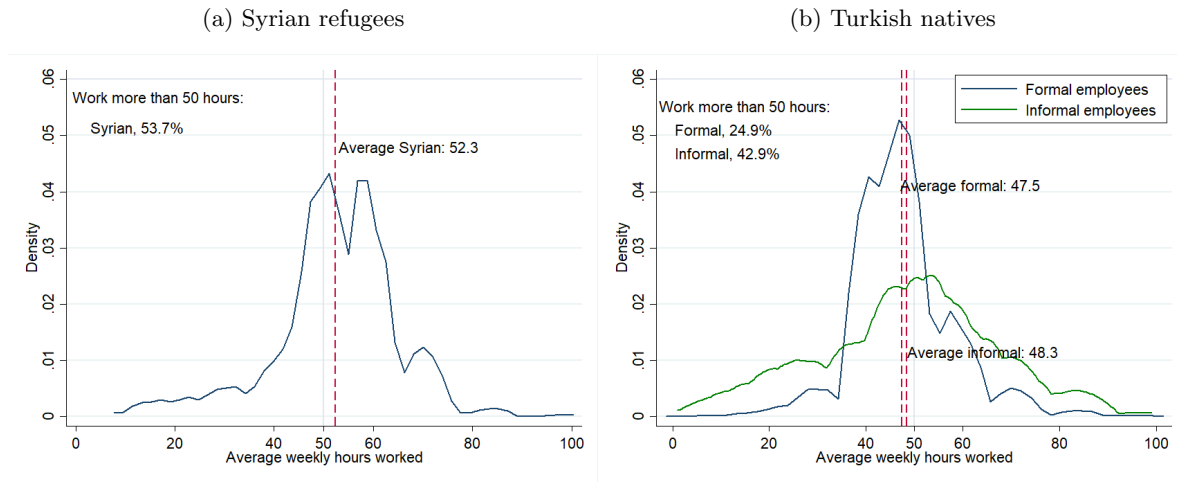 (a) Syrian refugees
Work more than 50 hours:
Syrian, 53.7%
Average Syrian: 52.3
Density
0 .01 .02 .03 .04 .05 .06
0 20 40 50 60 80 100
Average weekly hours worked
(b) Turkish natives
Formal employees
Informal employees
Work more than 50 hours:
Formal, 24.9%
Informal, 42.9%
Average formal: 47.5
Average informal: 48.3
Density
0 .01 .02 .03 .04 .05 .06
0 20 40 50 60 80 100
Average weekly hours worked